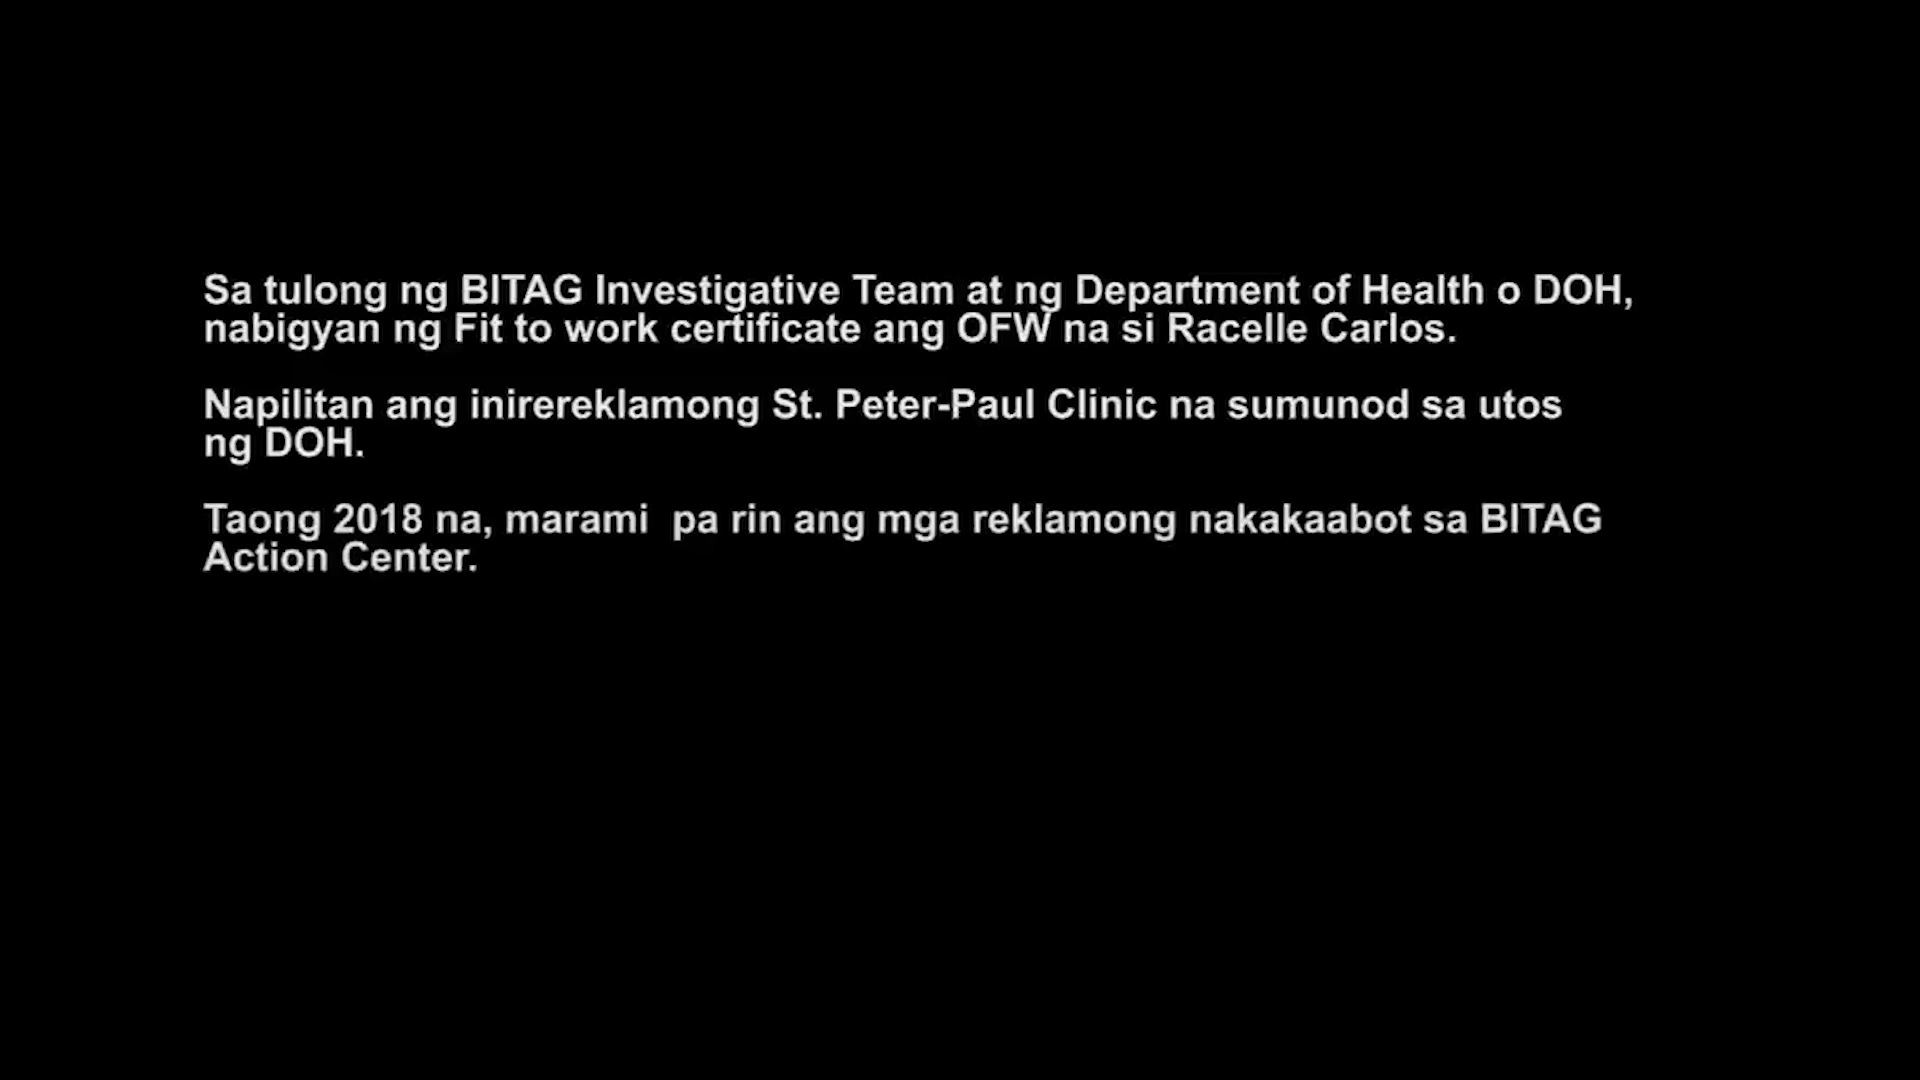 Sa tulong ng BITAG Investigative Team at ng Department of Health o DOH,
nabigyan ng Fit to work certificate ang OFW na si Racelle Carlos.
Napilitan ang inirereklamong St. Peter-Paul Clinic na sumunod sa utos
ng DOH.
Taong 2018 na, marami  pa rin ang mga reklamong nakakaabot sa BITAG
Action Center.